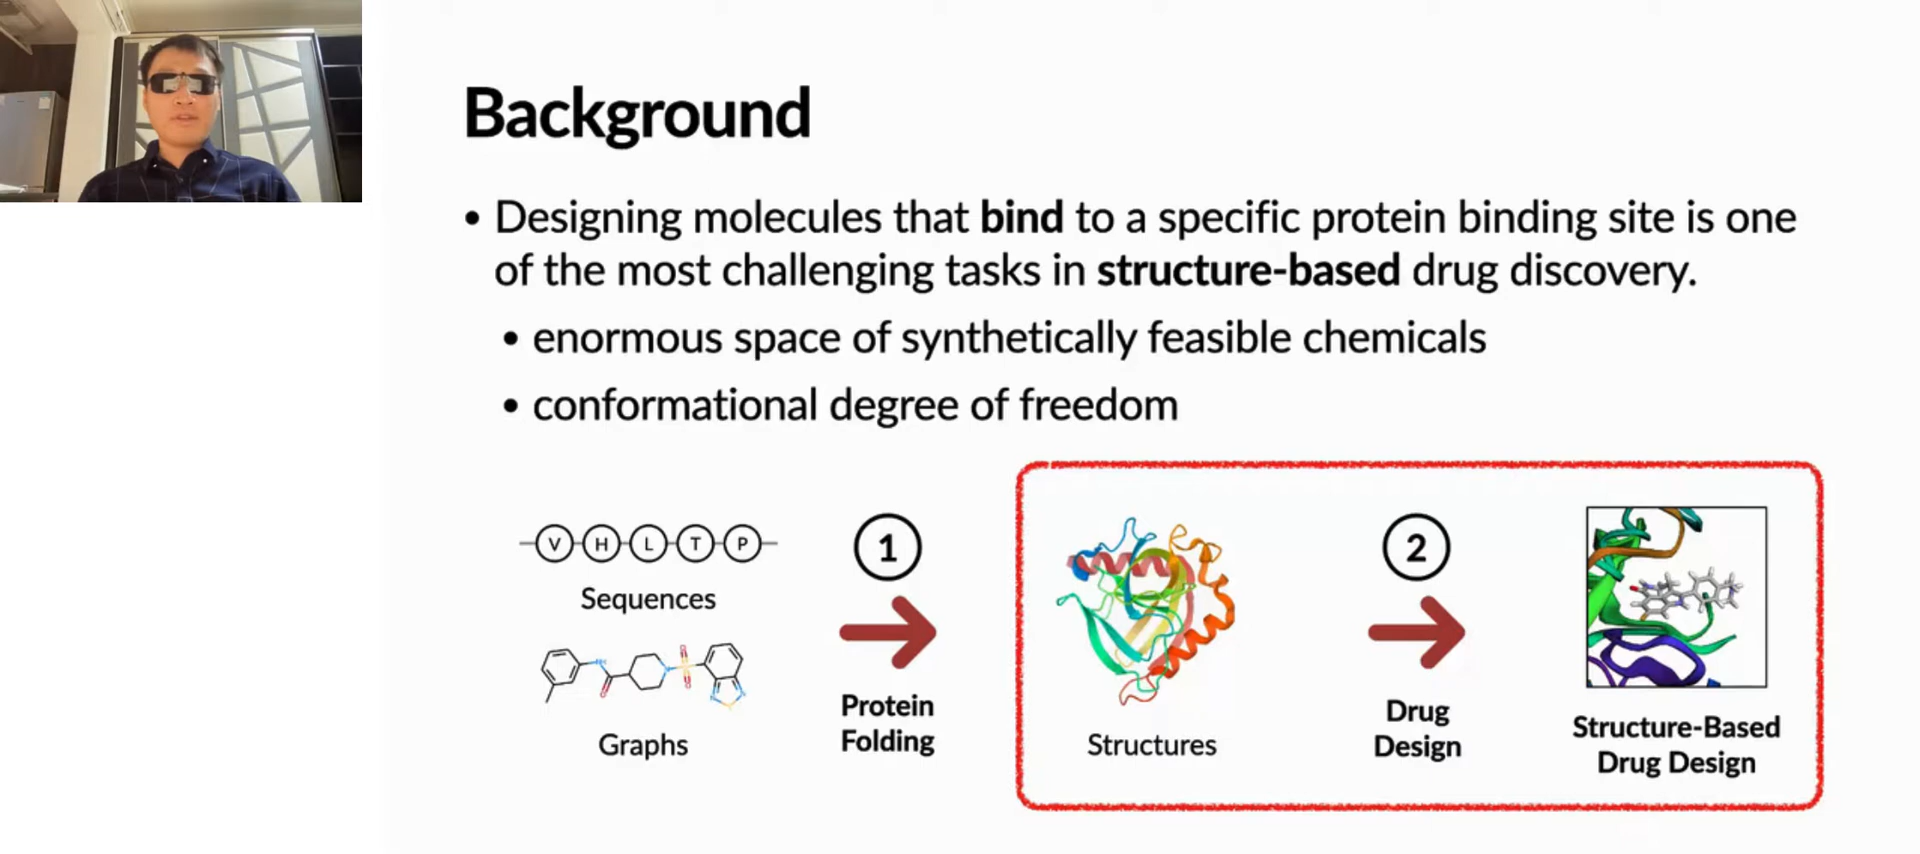 Background
• Designing molecules that bind to a specific protein binding site is one
of the most challenging tasks in structure-based drug discovery.
• enormous space of synthetically feasible chemicals
• conformational degree of freedom
V H L T P
Sequences
Graphs
1
Protein
Folding
Structures
2
Drug
Design
Structure-Based
Drug Design